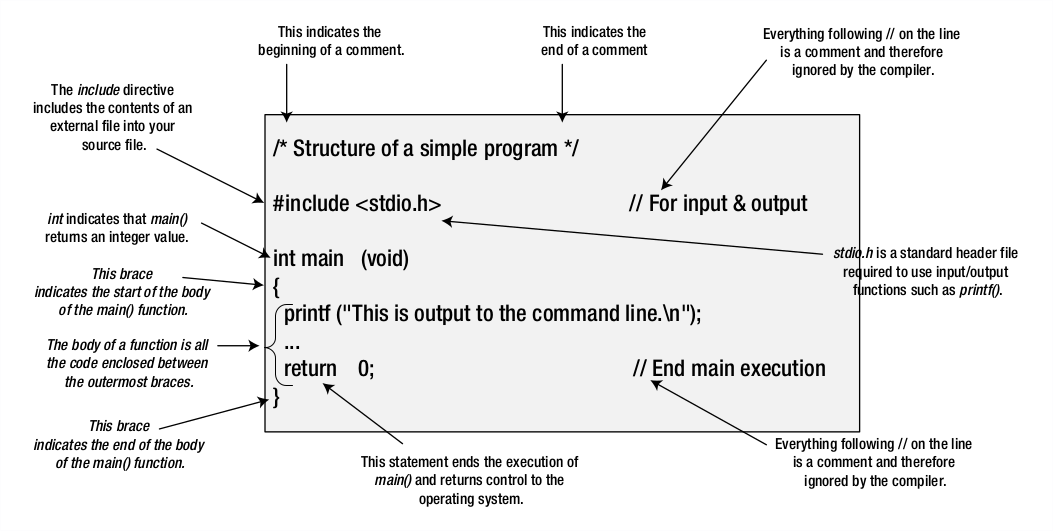 This indicates the
beginning of a comment.
This indicates the
end of a comment
Everything following // on the line
is a comment and therefore
ignored by the compiler.
The include directive
includes the contents of an
external file into your
source file.
/* Structure of a simple program */
#include <stdio.h>
// For input & output
int indicates that main()
returns an integer value.
int main (void)
stdio.h is a standard header file
required to use input/output
functions such as printf().
This brace
indicates the start of the body
of the main() function.
{
printf ("This is output to the command line.\n");
The body of a function is all
the code enclosed between
the outermost braces.
...
return 0;
// End main execution
}
This brace
indicates the end of the body
of the main() function.
This statement ends the execution of
main() and returns control to the
operating system.
Everything following // on the line
is a comment and therefore
ignored by the compiler.